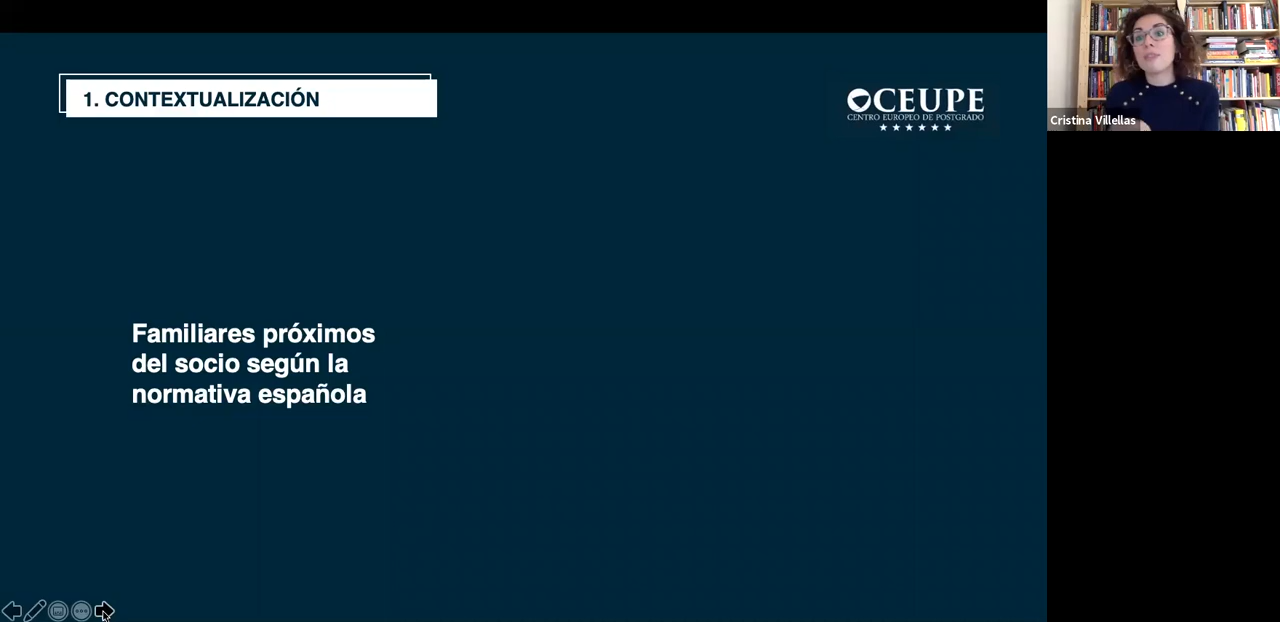 1. CONTEXTUALIZACIÓN
CEUPE
CENTRO EUROPEO DE POSTGRADO
Cristina Villellas
Familiares próximos
del socio según la
normativa española